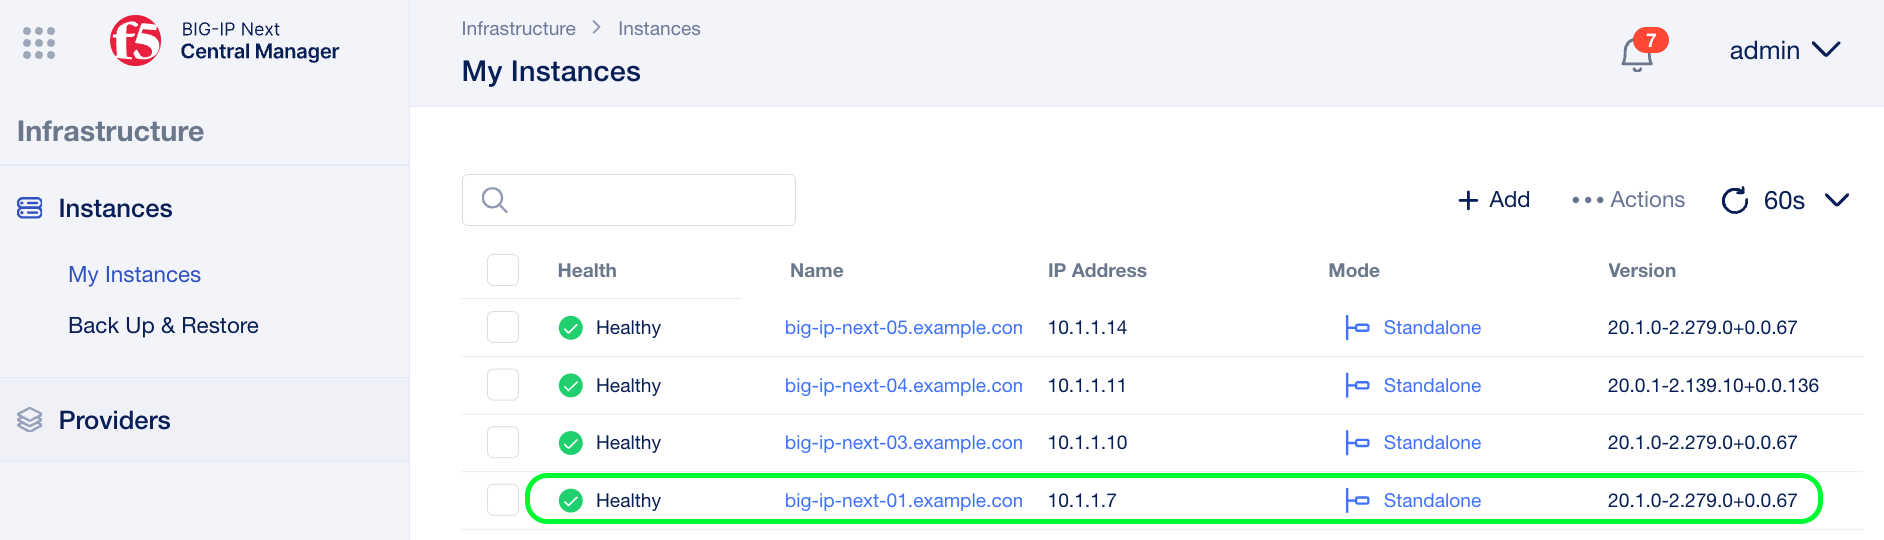 f5
BIG-IP Next
Central Manager
Infrastructure > Instances
My Instances
7
admin
Infrastructure
Instances
My Instances
Back Up & Restore
Providers
+ Add
••• Actions
60s
Health Name IP Address Mode Version
Healthy big-ip-next-05.example.con 10.1.1.14 Standalone 20.1.0-2.279.0+0.0.67
Healthy big-ip-next-04.example.con 10.1.1.11 Standalone 20.0.1-2.139.10+0.0.136
Healthy big-ip-next-03.example.con 10.1.1.10 Standalone 20.1.0-2.279.0+0.0.67
Healthy big-ip-next-01.example.con 10.1.1.7 Standalone 20.1.0-2.279.0+0.0.67